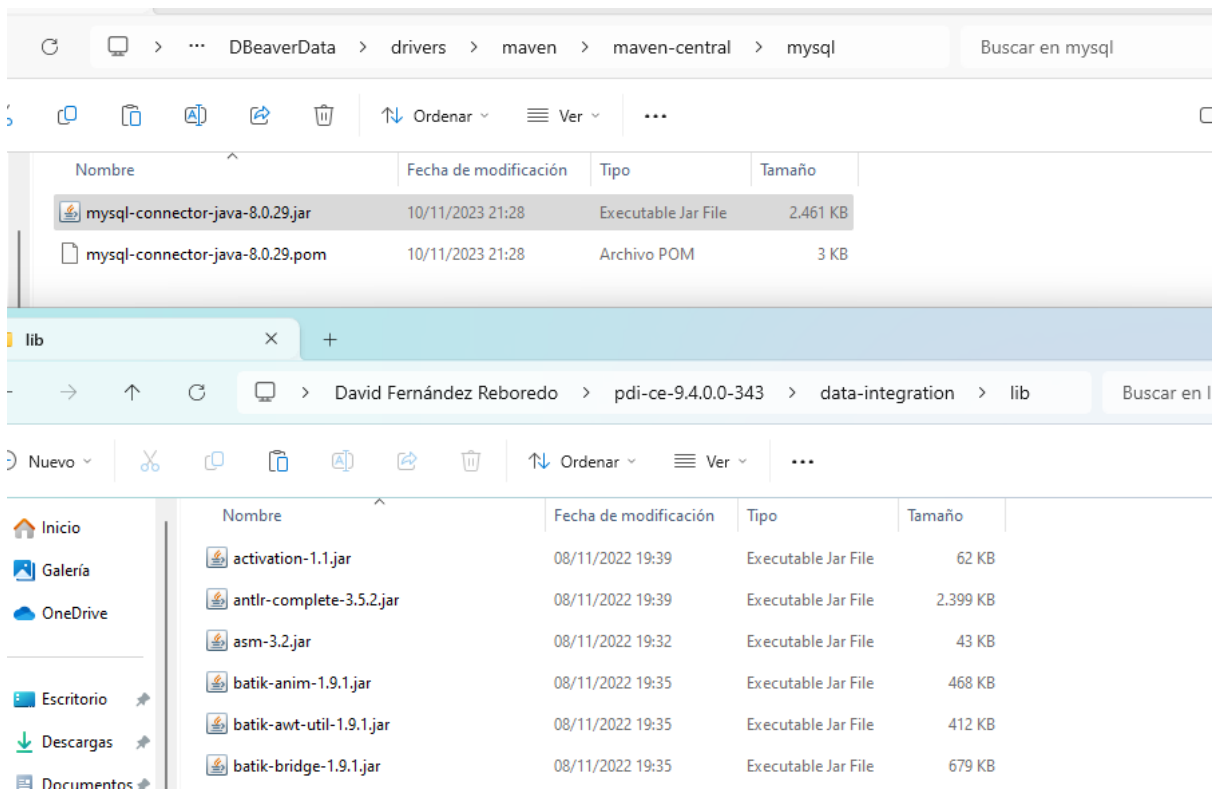 DBeaverData > drivers > maven > maven-central > mysql Buscar en mysql
Ordenar Ver
Nombre Fecha de modificación Tipo Tamaño
mysql-connector-java-8.0.29.jar 10/11/2023 21:28 Executable Jar File 2.461 KB
mysql-connector-java-8.0.29.pom 10/11/2023 21:28 Archivo POM 3 KB
lib
David Fernández Reboredo > pdi-ce-9.4.0.0-343 > data-integration > lib Buscar en l
Nuevo Ordenar Ver
Nombre Fecha de modificación Tipo Tamaño
Inicio
activation-1.1.jar 08/11/2022 19:39 Executable Jar File 62 KB
Galería
antlr-complete-3.5.2.jar 08/11/2022 19:39 Executable Jar File 2.399 KB
OneDrive
asm-3.2.jar 08/11/2022 19:32 Executable Jar File 43 KB
batik-anim-1.9.1.jar 08/11/2022 19:35 Executable Jar File 468 KB
Escritorio
batik-awt-util-1.9.1.jar 08/11/2022 19:35 Executable Jar File 412 KB
Descargas
batik-bridge-1.9.1.jar 08/11/2022 19:35 Executable Jar File 679 KB
Documentos